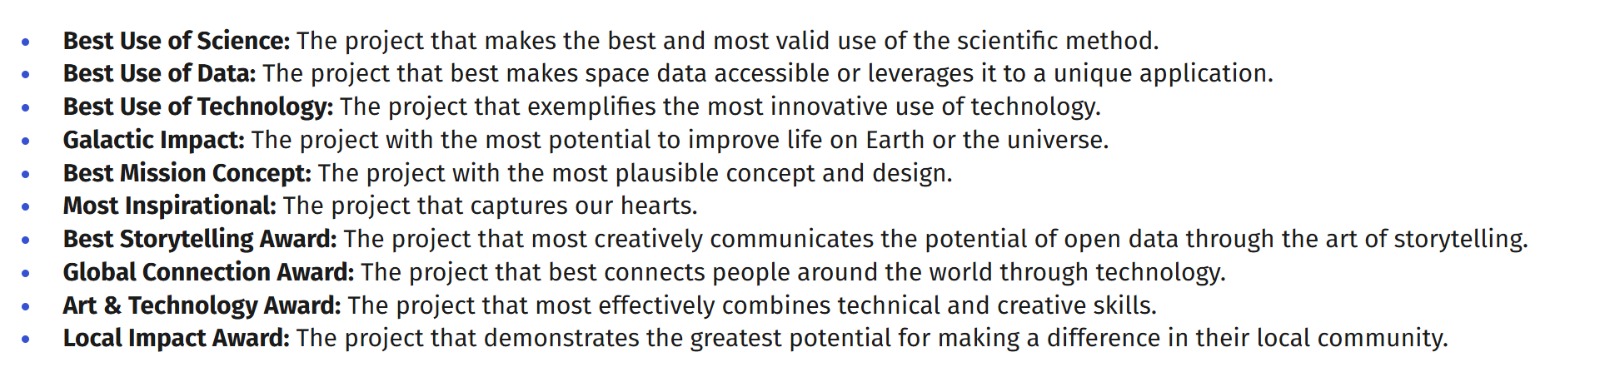 • Best Use of Science: The project that makes the best and most valid use of the scientific method.
• Best Use of Data: The project that best makes space data accessible or leverages it to a unique application.
• Best Use of Technology: The project that exemplifies the most innovative use of technology.
• Galactic Impact: The project with the most potential to improve life on Earth or the universe.
• Best Mission Concept: The project with the most plausible concept and design.
• Most Inspirational: The project that captures our hearts.
• Best Storytelling Award: The project that most creatively communicates the potential of open data through the art of storytelling.
• Global Connection Award: The project that best connects people around the world through technology.
• Art & Technology Award: The project that most effectively combines technical and creative skills.
• Local Impact Award: The project that demonstrates the greatest potential for making a difference in their local community.